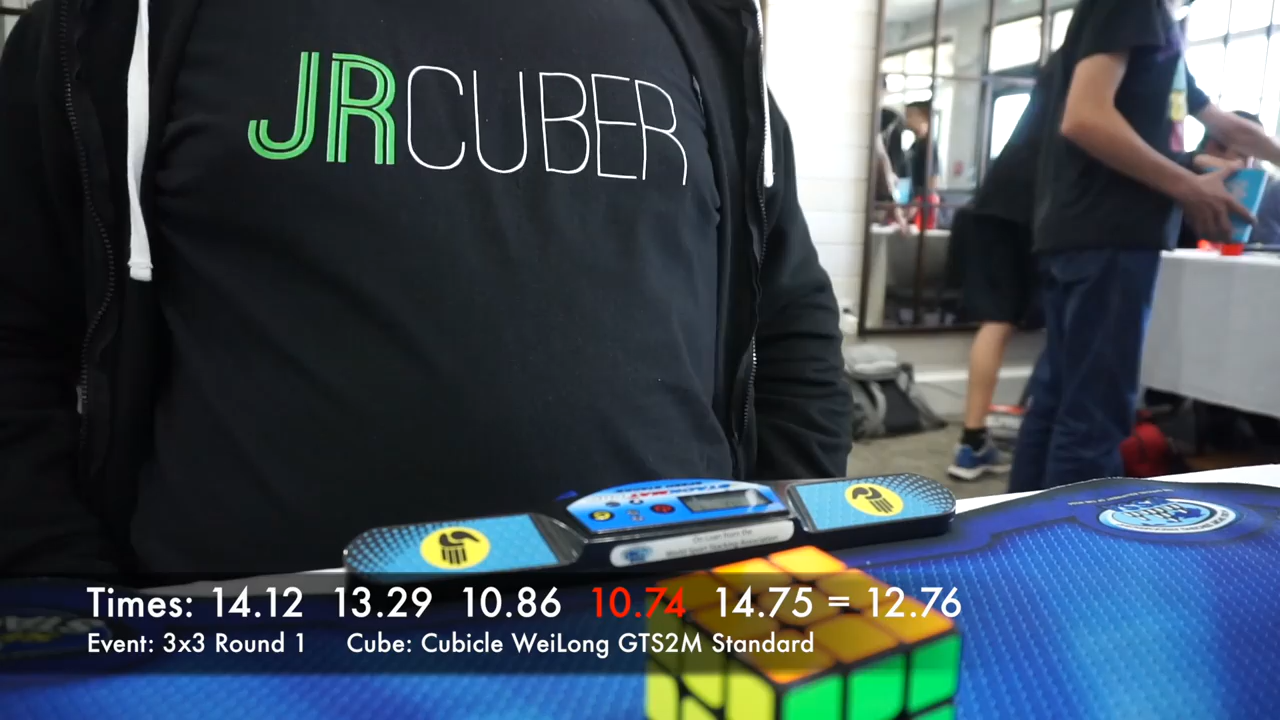 JRCUBER
Times: 14.12 13.29 10.86 10.74 14.75 = 12.76
Event: 3x3 Round 1 Cube: Cubicle WeiLong GTS2M Standard